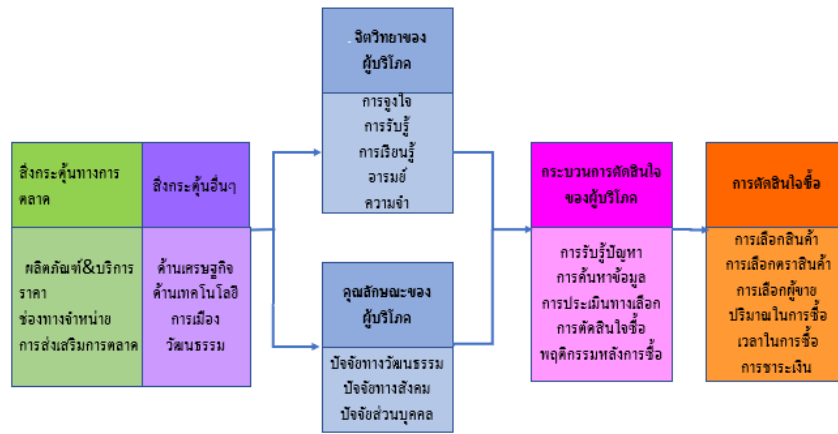 สิ่งกระตุ้นทางการ
ตลาด
ผลิตภัณฑ์&บริการ
ราคา
ช่องทางจำหน่าย
การส่งเสริมการตลาด
สิ่งกระตุ้นอื่นๆ
ด้านเศรษฐกิจ
ด้านเทคโนโลยี
การเมือง
วัฒนธรรม
จิตวิทยาของ
ผู้บริโภค
การจูงใจ
การรับรู้
การเรียนรู้
อารมย์
ความจำ
คุณลักษณะของ
ผู้บริโภค
ปัจจัยทางวัฒนธรรม
ปัจจัยทางสังคม
ปัจจัยส่วนบุคคล
กระบวนการตัดสินใจ
ของผู้บริโภค
การรับรู้ปัญหา
การค้นหาข้อมูล
การประเมินทางเลือก
การตัดสินใจซื้อ
พฤติกรรมหลังการซื้อ
การตัดสินใจซื้อ
การเลือกสินค้า
การเลือกตราสินค้า
การเลือกผู้ขาย
ปริมาณในการซื้อ
เวลาในการซื้อ
การชาระเงิน